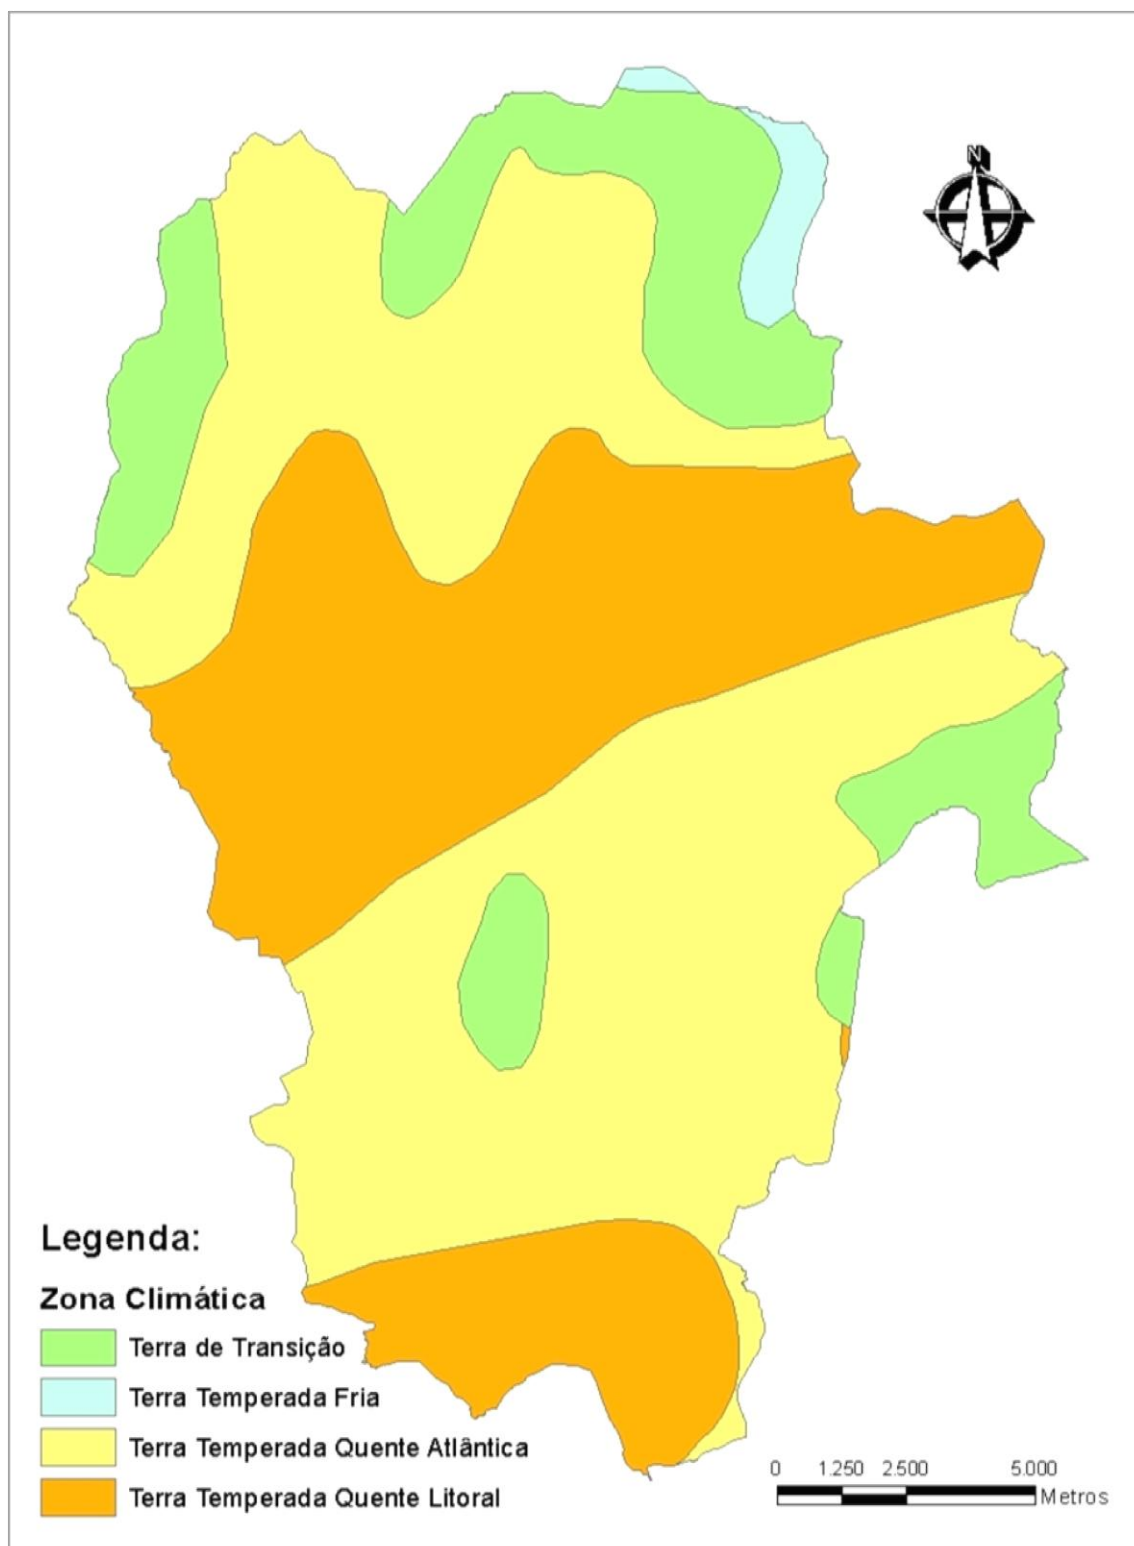 N
Legenda:
Zona Climática
Terra de Transição
Terra Temperada Fria
Terra Temperada Quente Atlântica
Terra Temperada Quente Litoral
0 1.250 2.500 5.000
Metros